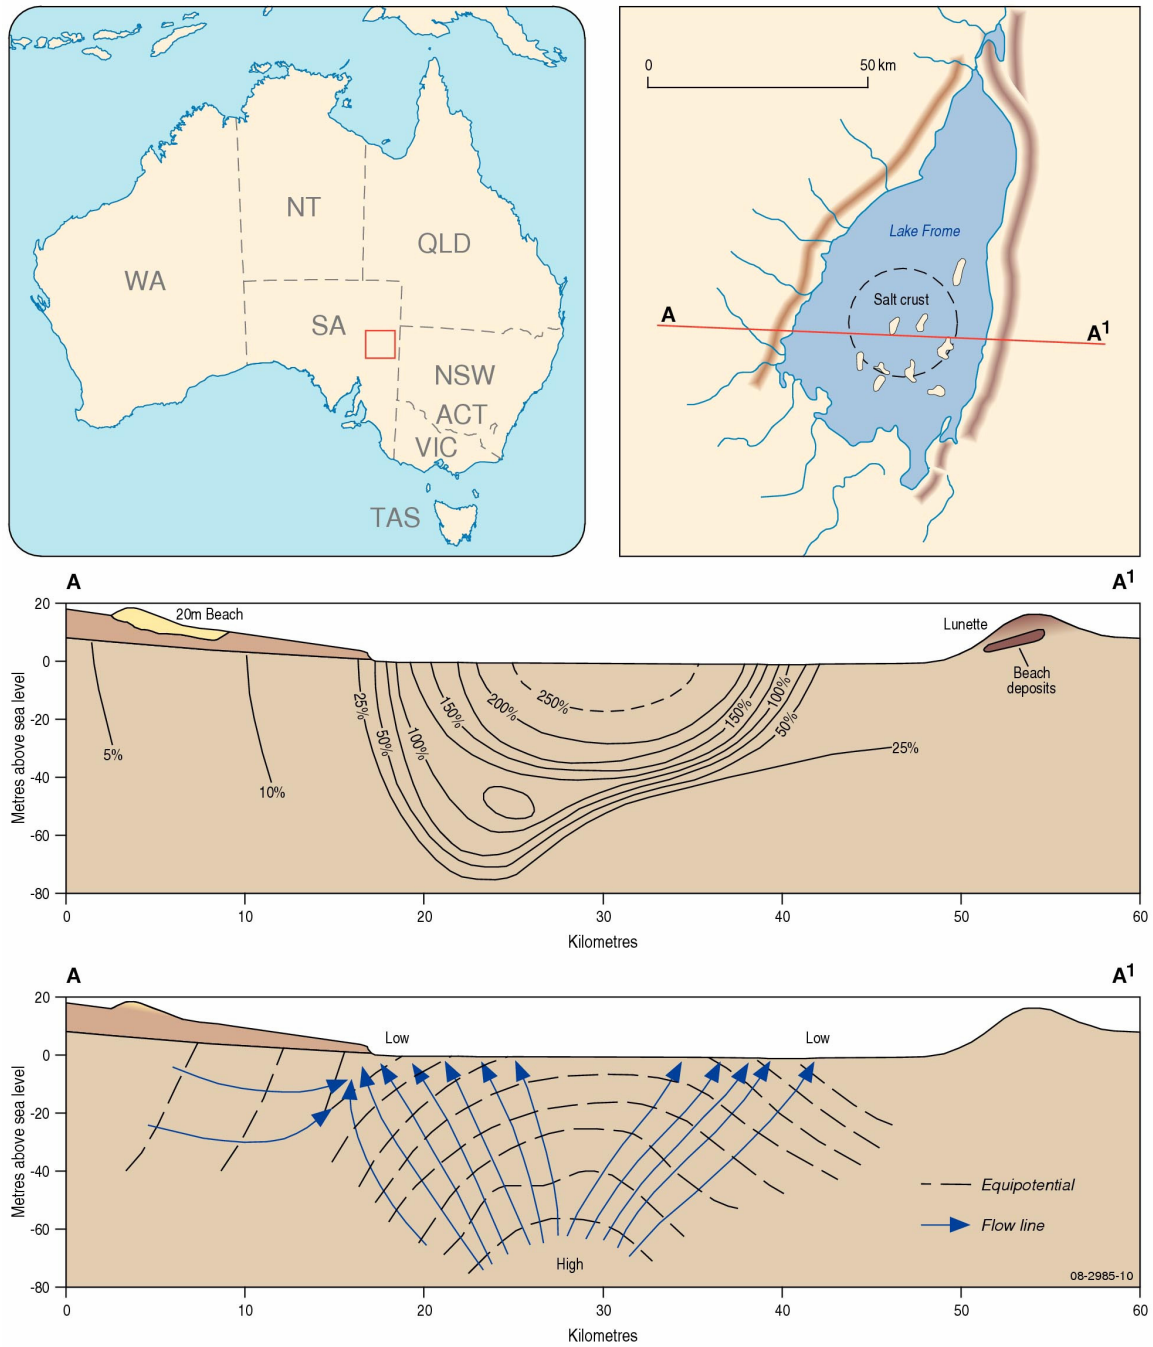 NT
QLD
WA
SA
NSW
ACT
VIC
TAS
0 50 km
Lake Frome
Salt crust
A
A1
A A1
20
0
-20
-40
-60
-80
Metres above sea level
20m Beach
Lunette
Beach
deposits
5%
10%
25%
50%
100%
150%
200%
250%
150%
100%
50%
25%
0 10 20 30 40 50 60
Kilometres
A A1
20
0
-20
-40
-60
-80
Metres above sea level
Low Low
High
Equipotential
Flow line
08-2985-10
0 10 20 30 40 50 60
Kilometres